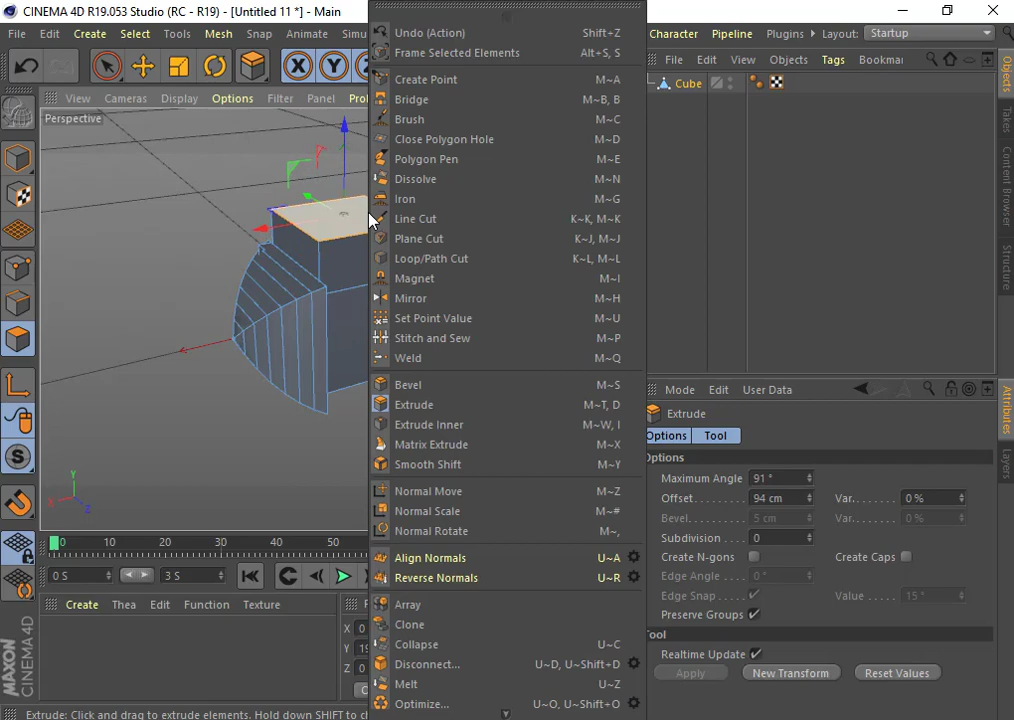 CINEMA 4D R19.053 Studio (RC - R19) - [Untitled 11 *] - Main
File Edit Create Select Tools Mesh Snap Animate Simu
Character Pipeline Plugins Layout: Startup
File Edit View Objects Tags Bookmar
View Cameras Display Options Filter Panel
Perspective
Cube
Undo (Action) Shift+Z
Frame Selected Elements Alt+S, S
Create Point M~A
Bridge M~B, B
Brush M~C
Close Polygon Hole M~D
Polygon Pen M~E
Dissolve M~N
Iron M~G
Line Cut K~K, M~K
Plane Cut K~J, M~J
Loop/Path Cut K~L, M~L
Magnet M~I
Mirror M~H
Set Point Value M~U
Stitch and Sew M~P
Weld M~Q
Bevel M~S
Extrude M~T, D
Extrude Inner M~W, I
Matrix Extrude M~X
Smooth Shift M~Y
Normal Move M~Z
Normal Scale M~#
Normal Rotate M~,
Align Normals U~A
Reverse Normals U~R
Array
Clone
Collapse U~C
Disconnect... U~D, U~Shift+D
Melt U~Z
Optimize... U~O, U~Shift+O
Objects
Takes
Content Browser
Structure
Mode Edit User Data
Extrude
Options Tool
Options
Maximum Angle 91 °
Offset 94 cm Var. 0 %
Bevel 5 cm Var. 0 %
Subdivision 0
Create N-gons Create Caps
Edge Angle 0 °
Edge Snap Value 15 °
Preserve Groups
Tool
Realtime Update
Apply New Transform Reset Values
Attributes
Layers
X
Y
Z
Y
X
Z
0 10 20 30 40 50
0 S 3 S
Create Thea Edit Function Texture
X 0
Y 19
Z 0
MAXON
CINEMA 4D
Extrude: Click and drag to extrude elements. Hold down SHIFT to ch